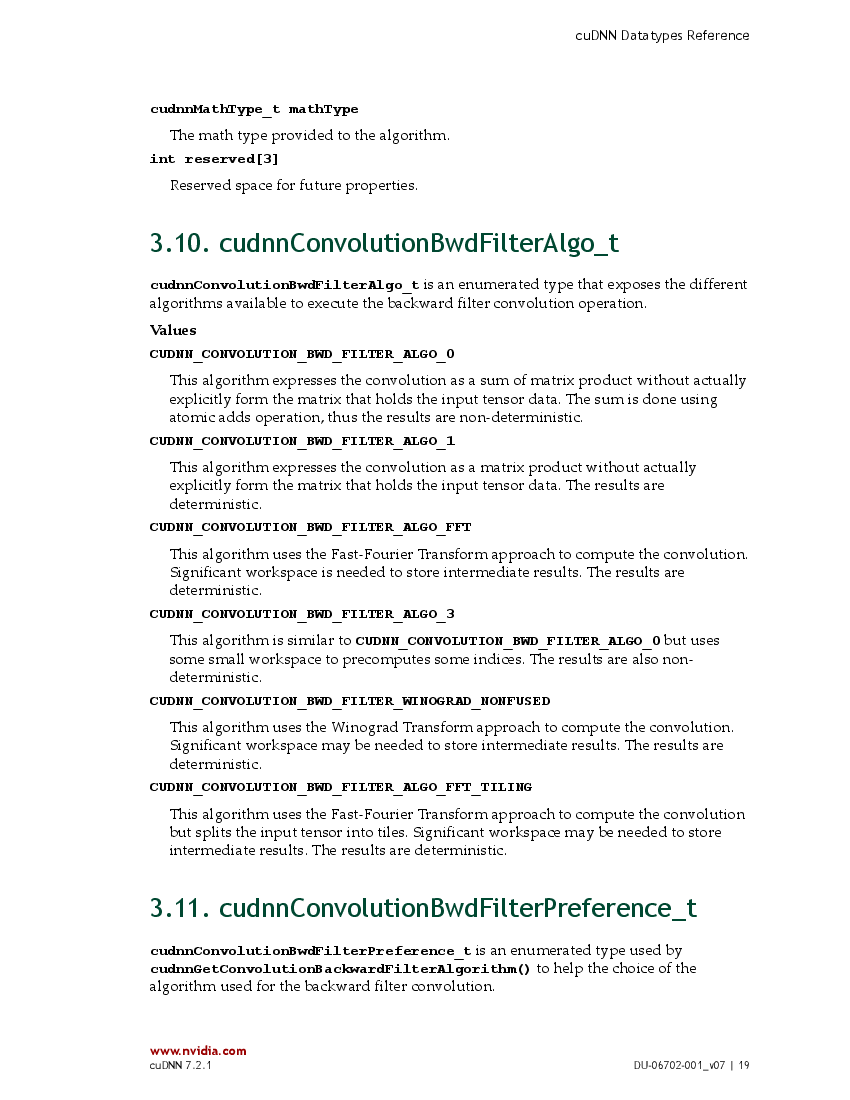 cuDNN Datatypes Reference
cudnnMathType_t mathType
The math type provided to the algorithm.
int reserved[3]
Reserved space for future properties.
3.10. cudnnConvolutionBwdFilterAlgo_t
cudnnConvolutionBwdFilterAlgo_t is an enumerated type that exposes the different
algorithms available to execute the backward filter convolution operation.
Values
CUDNN_CONVOLUTION_BWD_FILTER_ALGO_0
This algorithm expresses the convolution as a sum of matrix product without actually
explicitly form the matrix that holds the input tensor data. The sum is done using
atomic adds operation, thus the results are non-deterministic.
CUDNN_CONVOLUTION_BWD_FILTER_ALGO_1
This algorithm expresses the convolution as a matrix product without actually
explicitly form the matrix that holds the input tensor data. The results are
deterministic.
CUDNN_CONVOLUTION_BWD_FILTER_ALGO_FFT
This algorithm uses the Fast-Fourier Transform approach to compute the convolution.
Significant workspace is needed to store intermediate results. The results are
deterministic.
CUDNN_CONVOLUTION_BWD_FILTER_ALGO_3
This algorithm is similar to CUDNN_CONVOLUTION_BWD_FILTER_ALGO_0 but uses
some small workspace to precomputes some indices. The results are also non-
deterministic.
CUDNN_CONVOLUTION_BWD_FILTER_WINOGRAD_NONFUSED
This algorithm uses the Winograd Transform approach to compute the convolution.
Significant workspace may be needed to store intermediate results. The results are
deterministic.
CUDNN_CONVOLUTION_BWD_FILTER_ALGO_FFT_TILING
This algorithm uses the Fast-Fourier Transform approach to compute the convolution
but splits the input tensor into tiles. Significant workspace may be needed to store
intermediate results. The results are deterministic.
3.11. cudnnConvolutionBwdFilterPreference_t
cudnnConvolutionBwdFilterPreference_t is an enumerated type used by
cudnnGetConvolutionBackwardFilterAlgorithm() to help the choice of the
algorithm used for the backward filter convolution.
www.nvidia.com
cuDNN 7.2.1
DU-06702-001_v07 | 19